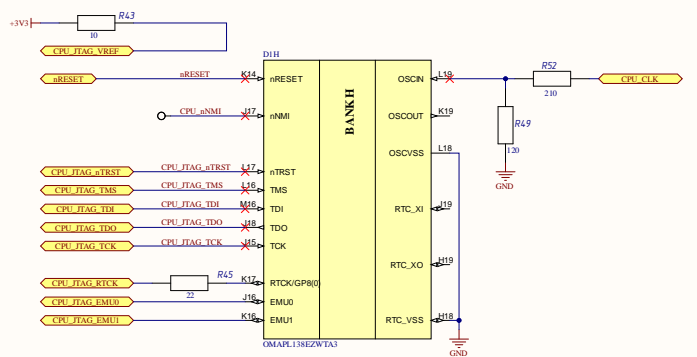 R43
+3V3
10
CPU_JTAG_VREF
D1H
nRESET
nRESET
K14
nRESET
OSCIN
L19
R52
210
CPU_CLK
CPU_nNMI
J17
nNMI
BANKH
OSCOUT
K19
R49
120
OSCVSS
L18
GND
CPU_JTAG_nTRST
CPU_JTAG_nTRST
L17
nTRST
CPU_JTAG_TMS
CPU_JTAG_TMS
L16
TMS
CPU_JTAG_TDI
CPU_JTAG_TDI
M16
TDI
RTC_XI
J19
CPU_JTAG_TDO
CPU_JTAG_TDO
J18
TDO
CPU_JTAG_TCK
CPU_JTAG_TCK
J15
TCK
RTC_XO
H19
CPU_JTAG_RTCK
R45
22
K17
RTCK/GP8(0)
CPU_JTAG_EMU0
J16
EMU0
CPU_JTAG_EMU1
K16
EMU1
RTC_VSS
H18
OMAPL138EZWTA3
GND